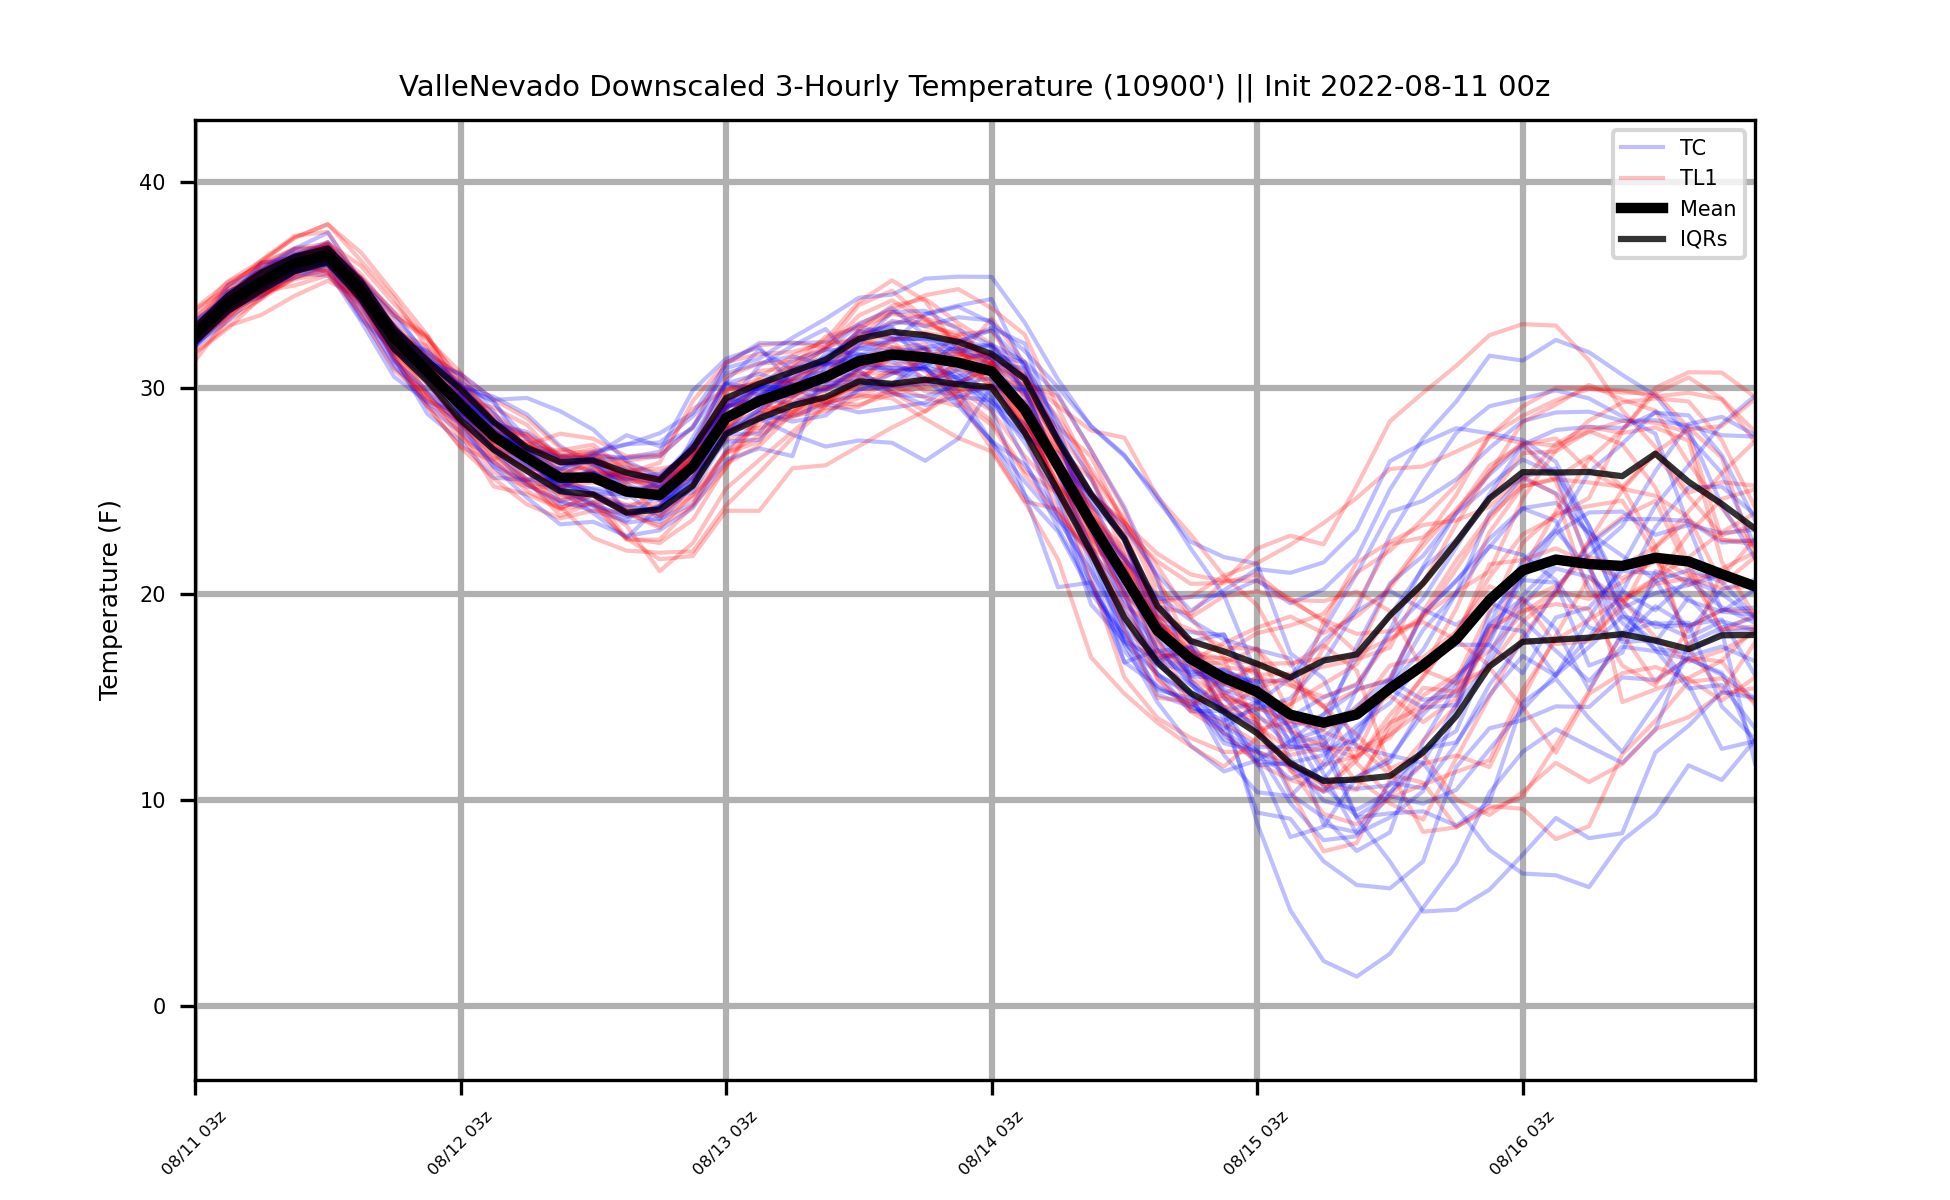 ValleNevado Downscaled 3-Hourly Temperature (10900') || Init 2022-08-11 00z
TC
TL1
Mean
IQRs
Temperature (F)
40
30
20
10
0
08/11 03z
08/12 03z
08/13 03z
08/14 03z
08/15 03z
08/16 03z